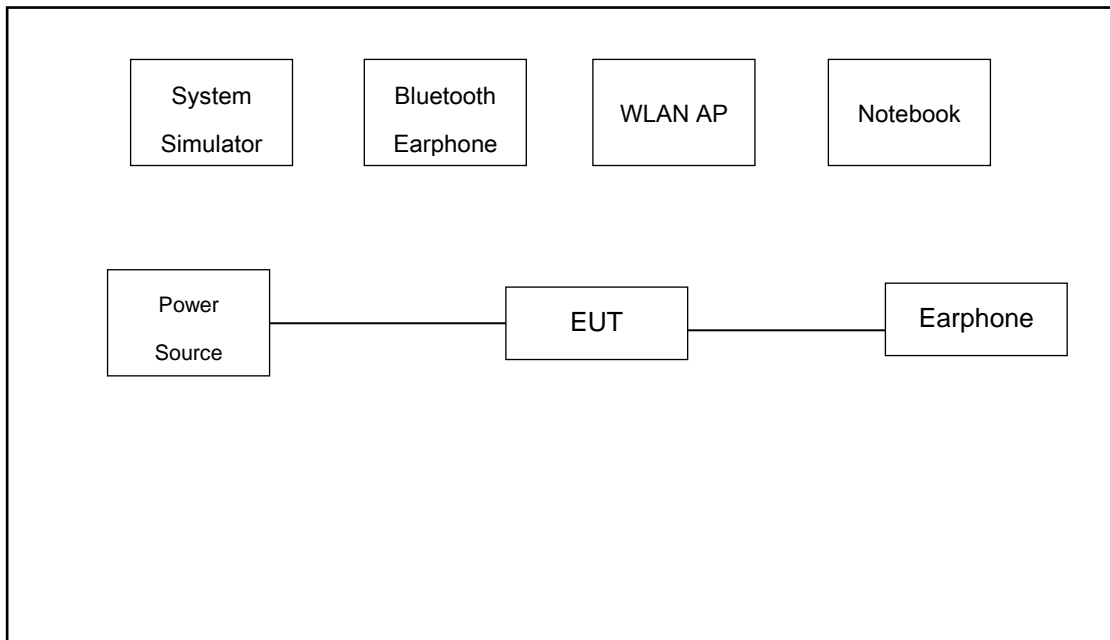 System
Simulator
Bluetooth
Earphone
WLAN AP
Notebook
Power
Source
EUT
Earphone